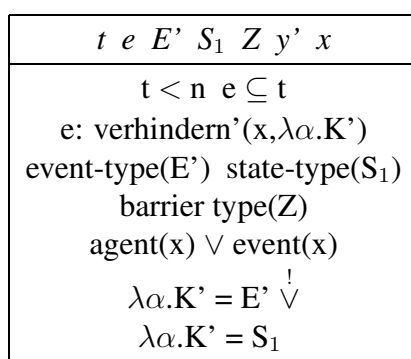 t e E’ S₁ Z y’ x
t < n e ⊆ t
e: verhindern’(x,λα.K’)
event-type(E’) state-type(S₁)
barrier type(Z)
agent(x) ∨ event(x)
λα.K’ = E’ ∨̇!
λα.K’ = S₁